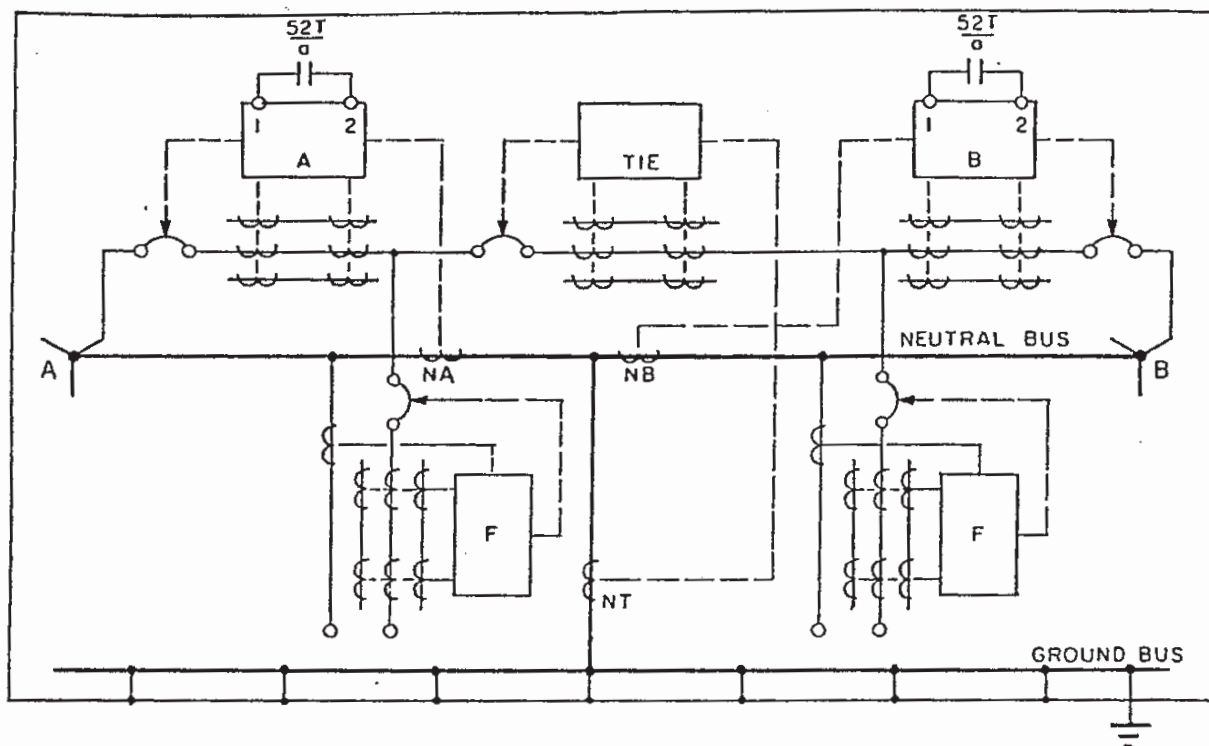 52T
a
52T
a
1 2
A
TIE
1 2
B
NEUTRAL BUS
A
NA
NB
B
F
F
NT
GROUND BUS